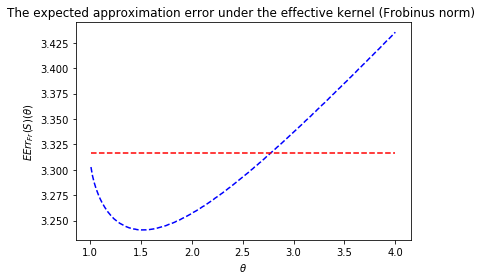 The expected approximation error under the effective kernel (Frobinus norm)
3.425
3.400
3.375
3.350
3.325
3.300
3.275
3.250
EErr_{Fr}(S)(θ)
1.0 1.5 2.0 2.5 3.0 3.5 4.0
θ